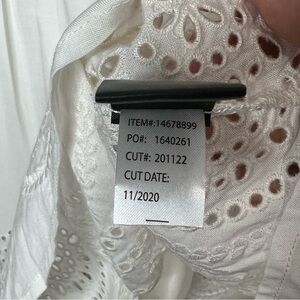 ITEM#:14678899
PO#: 1640261
CUT#: 201122
CUT DATE:
11/2020